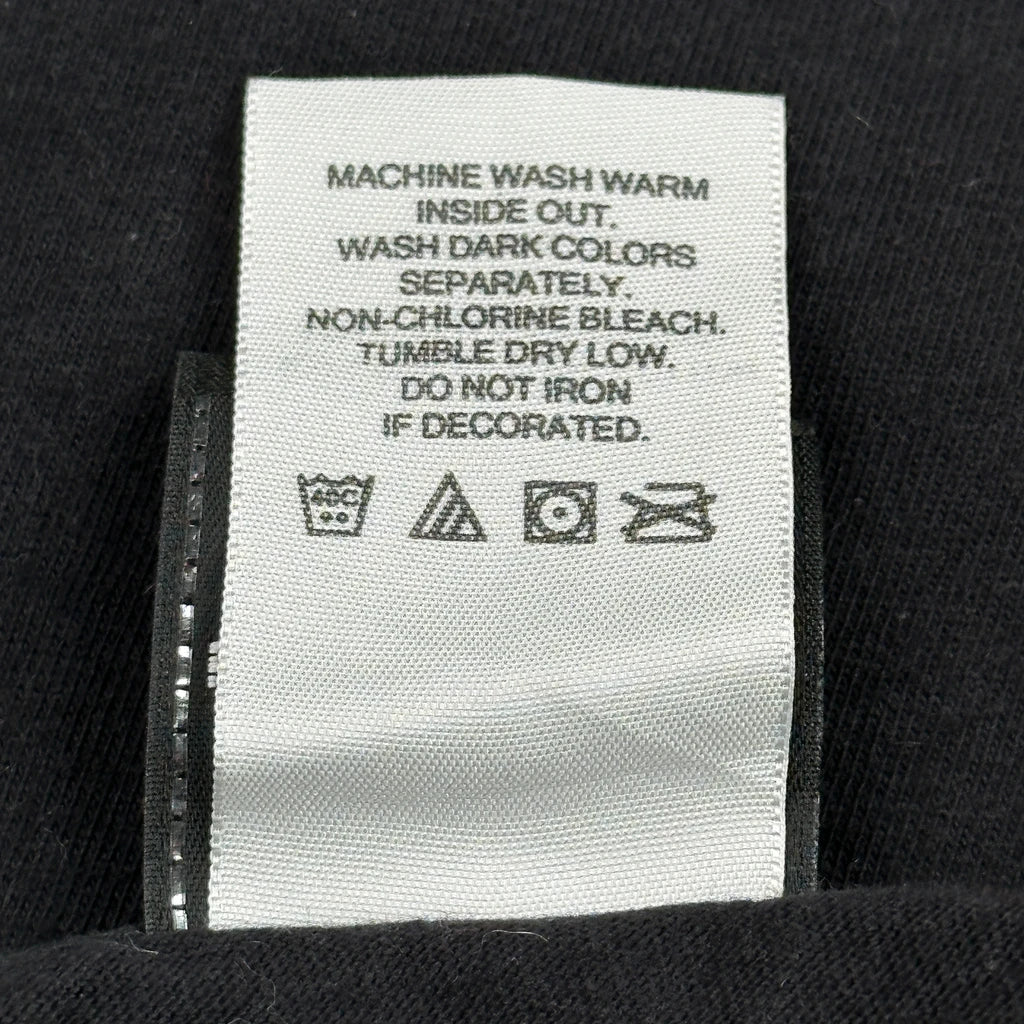 MACHINE WASH WARM
INSIDE OUT.
WASH DARK COLORS
SEPARATELY.
NON-CHLORINE BLEACH.
TUMBLE DRY LOW.
DO NOT IRON
IF DECORATED.
40C